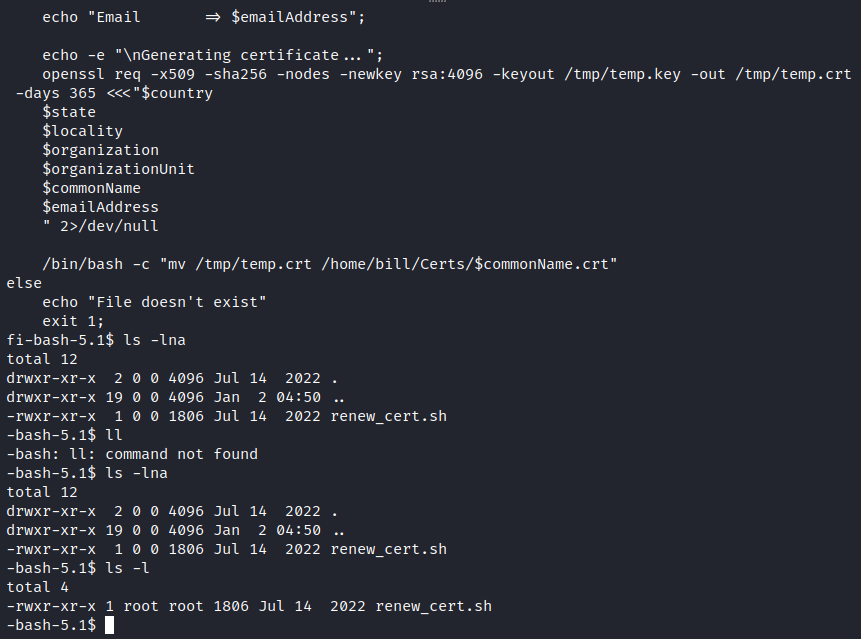 echo "Email       => $emailAddress";

    echo -e "\nGenerating certificate...";
    openssl req -x509 -sha256 -nodes -newkey rsa:4096 -keyout /tmp/temp.key -out /tmp/temp.crt
 -days 365 <<<"$country
    $state
    $locality
    $organization
    $organizationUnit
    $commonName
    $emailAddress
    " 2>/dev/null

    /bin/bash -c "mv /tmp/temp.crt /home/bill/Certs/$commonName.crt"
else
    echo "File doesn't exist"
    exit 1;
fi-bash-5.1$ ls -lna
total 12
drwxr-xr-x  2 0 0 4096 Jul 14  2022 .
drwxr-xr-x 19 0 0 4096 Jan  2 04:50 ..
-rwxr-xr-x  1 0 0 1806 Jul 14  2022 renew_cert.sh
-bash-5.1$ ll
-bash: ll: command not found
-bash-5.1$ ls -lna
total 12
drwxr-xr-x  2 0 0 4096 Jul 14  2022 .
drwxr-xr-x 19 0 0 4096 Jan  2 04:50 ..
-rwxr-xr-x  1 0 0 1806 Jul 14  2022 renew_cert.sh
-bash-5.1$ ls -l
total 4
-rwxr-xr-x 1 root root 1806 Jul 14  2022 renew_cert.sh
-bash-5.1$